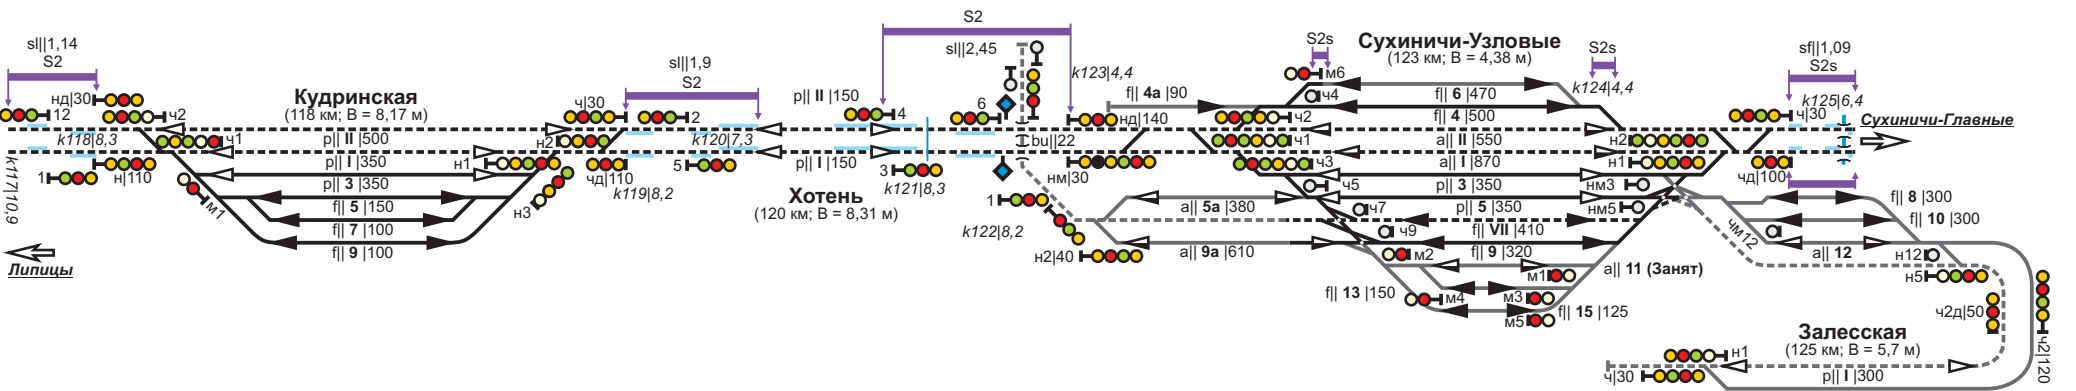 sl||1,14
S2
нд|30
12
ч2
k118|8,3
k117|10,9
1
н|110
ч1
м1
Липицы
Кудринская
(118 км; В = 8,17 м)
р|| II |500
р|| I |350
р|| 3 |350
f|| 5 |150
f|| 7 |100
f|| 9 |100
н1
н2
н3
ч|30
чд|110
k119|8,2
sl||1,9
S2
2
k120|7,3
5
р|| II |150
р|| I |150
4
3
k121|8,3
Хотень
(120 км; В = 8,31 м)
S2
sl||2,45
6
bu||22
1
k122|8,2
н2|40
k123|4,4
нд|140
нм|30
f|| 4а |90
a|| 5а |380
a|| 9а |610
ч2
ч1
ч3
ч5
ч7
ч9
м2
м4
S2s
м6
ч4
Сухиничи-Узловые
(123 км; В = 4,38 м)
f|| 6 |470
f|| 4 |500
a|| II |550
a|| I |870
р|| 3 |350
р|| 5 |350
f|| VII |410
f|| 9 |320
a|| 11 (Занят)
f|| 13 |150
f|| 15 |125
м1
м3
м5
S2s
k124|4,4
н2
н1
нм3
нм5
sf||1,09
S2s
k125|6,4
ч|30
чд|100
Сухиничи-Главные
f|| 8 |300
f|| 10 |300
чм12
a|| 12
н12
н5
ч2д|50
ч2|120
Залесская
(125 км; В = 5,7 м)
н1
ч|30
р|| I |300